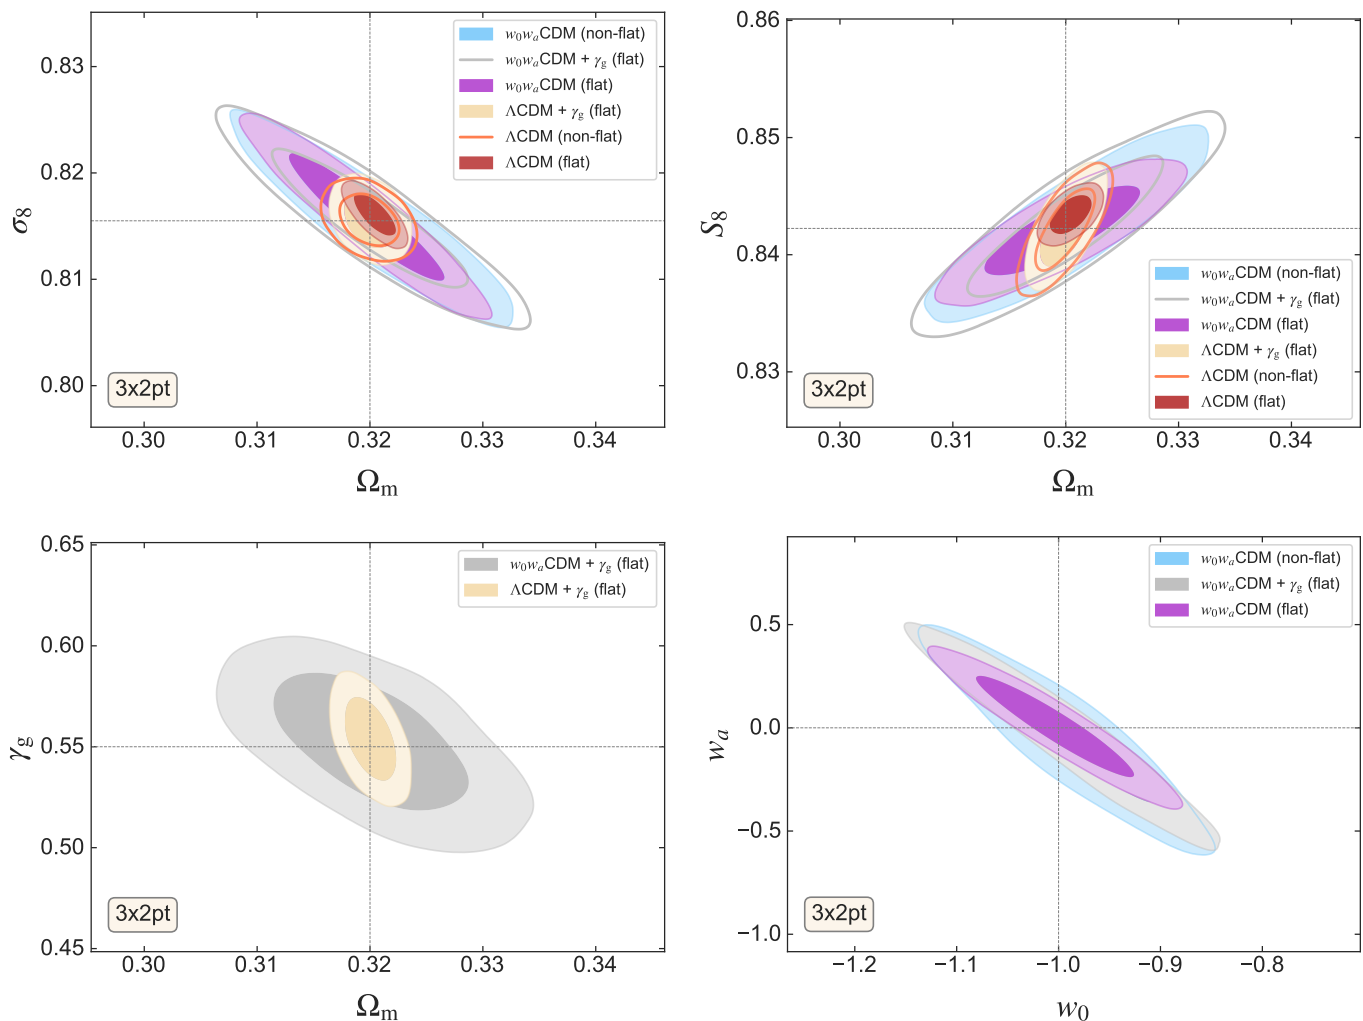 0.83
0.82
0.81
0.80
σ8
w0waCDM (non-flat)
w0waCDM + γg (flat)
w0waCDM (flat)
ΛCDM + γg (flat)
ΛCDM (non-flat)
ΛCDM (flat)
3x2pt
0.30 0.31 0.32 0.33 0.34
Ωm
0.86
0.85
0.84
0.83
S8
w0waCDM (non-flat)
w0waCDM + γg (flat)
w0waCDM (flat)
ΛCDM + γg (flat)
ΛCDM (non-flat)
ΛCDM (flat)
3x2pt
0.30 0.31 0.32 0.33 0.34
Ωm
0.65
0.60
0.55
0.50
0.45
γg
w0waCDM + γg (flat)
ΛCDM + γg (flat)
3x2pt
0.30 0.31 0.32 0.33 0.34
Ωm
0.5
0.0
−0.5
−1.0
wa
w0waCDM (non-flat)
w0waCDM + γg (flat)
w0waCDM (flat)
3x2pt
−1.2 −1.1 −1.0 −0.9 −0.8
w0